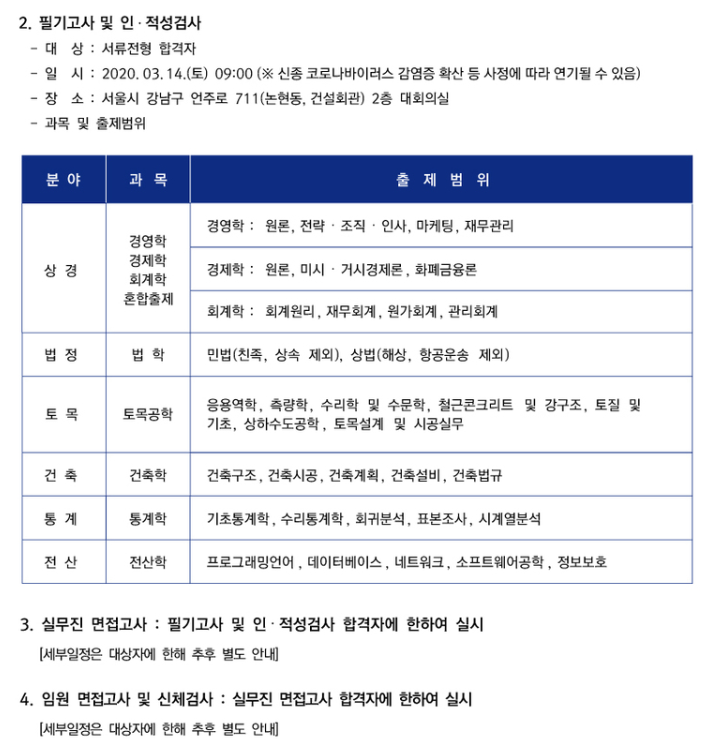 2. 필기고사 및 인·적성검사
- 대 상 : 서류전형 합격자
- 일 시 : 2020. 03. 14.(토) 09:00 (※ 신종 코로나바이러스 감염증 확산 등 사정에 따라 연기될 수 있음)
- 장 소 : 서울시 강남구 언주로 711(논현동, 건설회관) 2층 대회의실
- 과목 및 출제범위
분 야 과 목 출 제 범 위
상 경
경영학
경제학
회계학
혼합출제
경영학 : 원론, 전략 · 조직 · 인사, 마케팅, 재무관리
경제학 : 원론, 미시 · 거시경제론, 화폐금융론
회계학 : 회계원리, 재무회계, 원가회계, 관리회계
법 정 법 학 민법(친족, 상속 제외), 상법(해상, 항공운송 제외)
토 목 토목공학 응용역학, 측량학, 수리학 및 수문학, 철근콘크리트 및 강구조, 토질 및
기초, 상하수도공학, 토목설계 및 시공실무
건 축 건축학 건축구조, 건축시공, 건축계획, 건축설비, 건축법규
통 계 통계학 기초통계학, 수리통계학, 회귀분석, 표본조사, 시계열분석
전 산 전산학 프로그래밍언어, 데이터베이스, 네트워크, 소프트웨어공학, 정보보호
3. 실무진 면접고사 : 필기고사 및 인·적성검사 합격자에 한하여 실시
[세부일정은 대상자에 한해 추후 별도 안내]
4. 임원 면접고사 및 신체검사 : 실무진 면접고사 합격자에 한하여 실시
[세부일정은 대상자에 한해 추후 별도 안내]